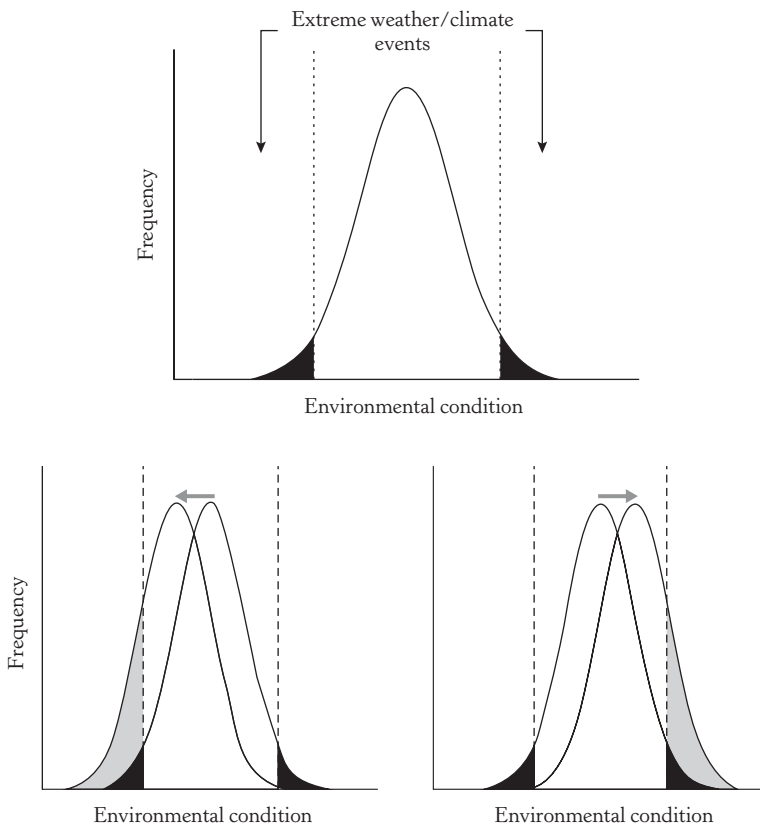 Extreme weather/climate
events
Frequency
Environmental condition
Frequency
Environmental condition
Environmental condition